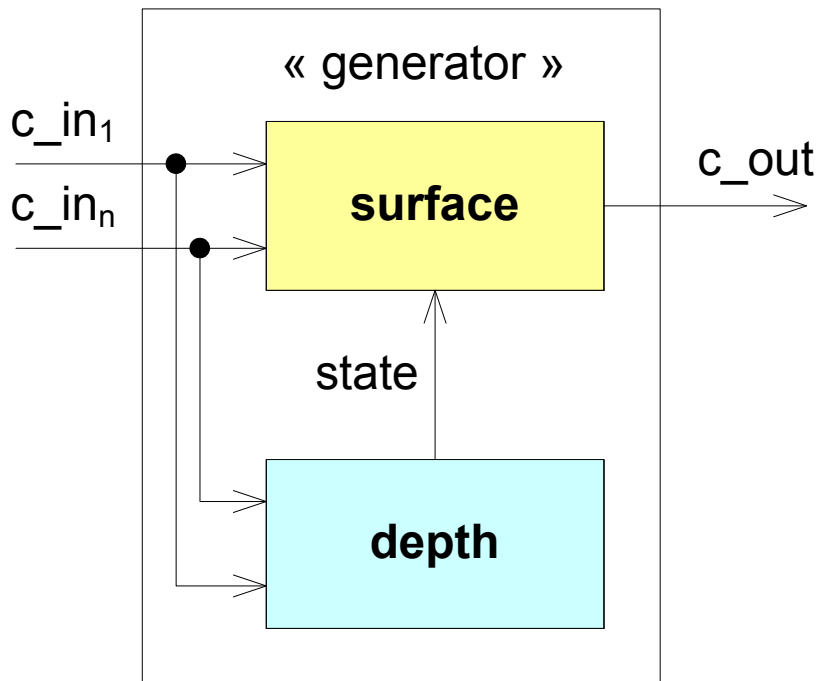 « generator »
c_in₁
surface
c_out
c_inₙ
state
depth